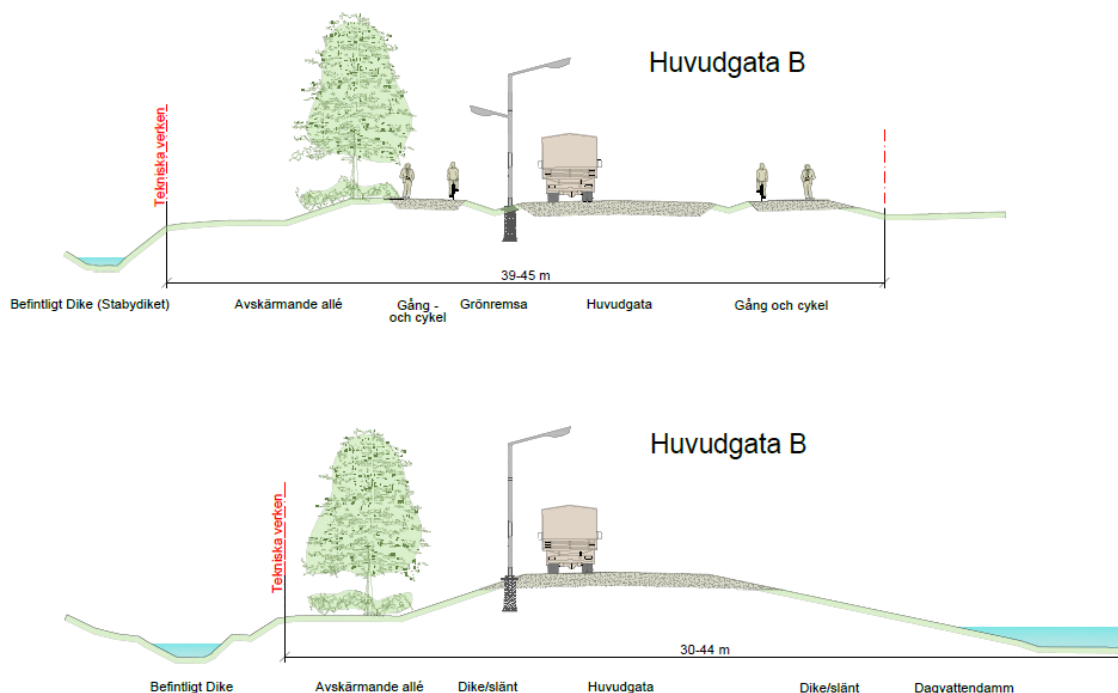 Huvudgata B
Tekniska verken
39-45 m
Befintligt Dike (Stabydiket)
Avskärmande allé
Gång -
och cykel
Grönremsa
Huvudgata
Gång och cykel
Huvudgata B
Tekniska verken
30-44 m
Befintligt Dike
Avskärmande allé
Dike/slänt
Huvudgata
Dike/slänt
Dagvattendamm